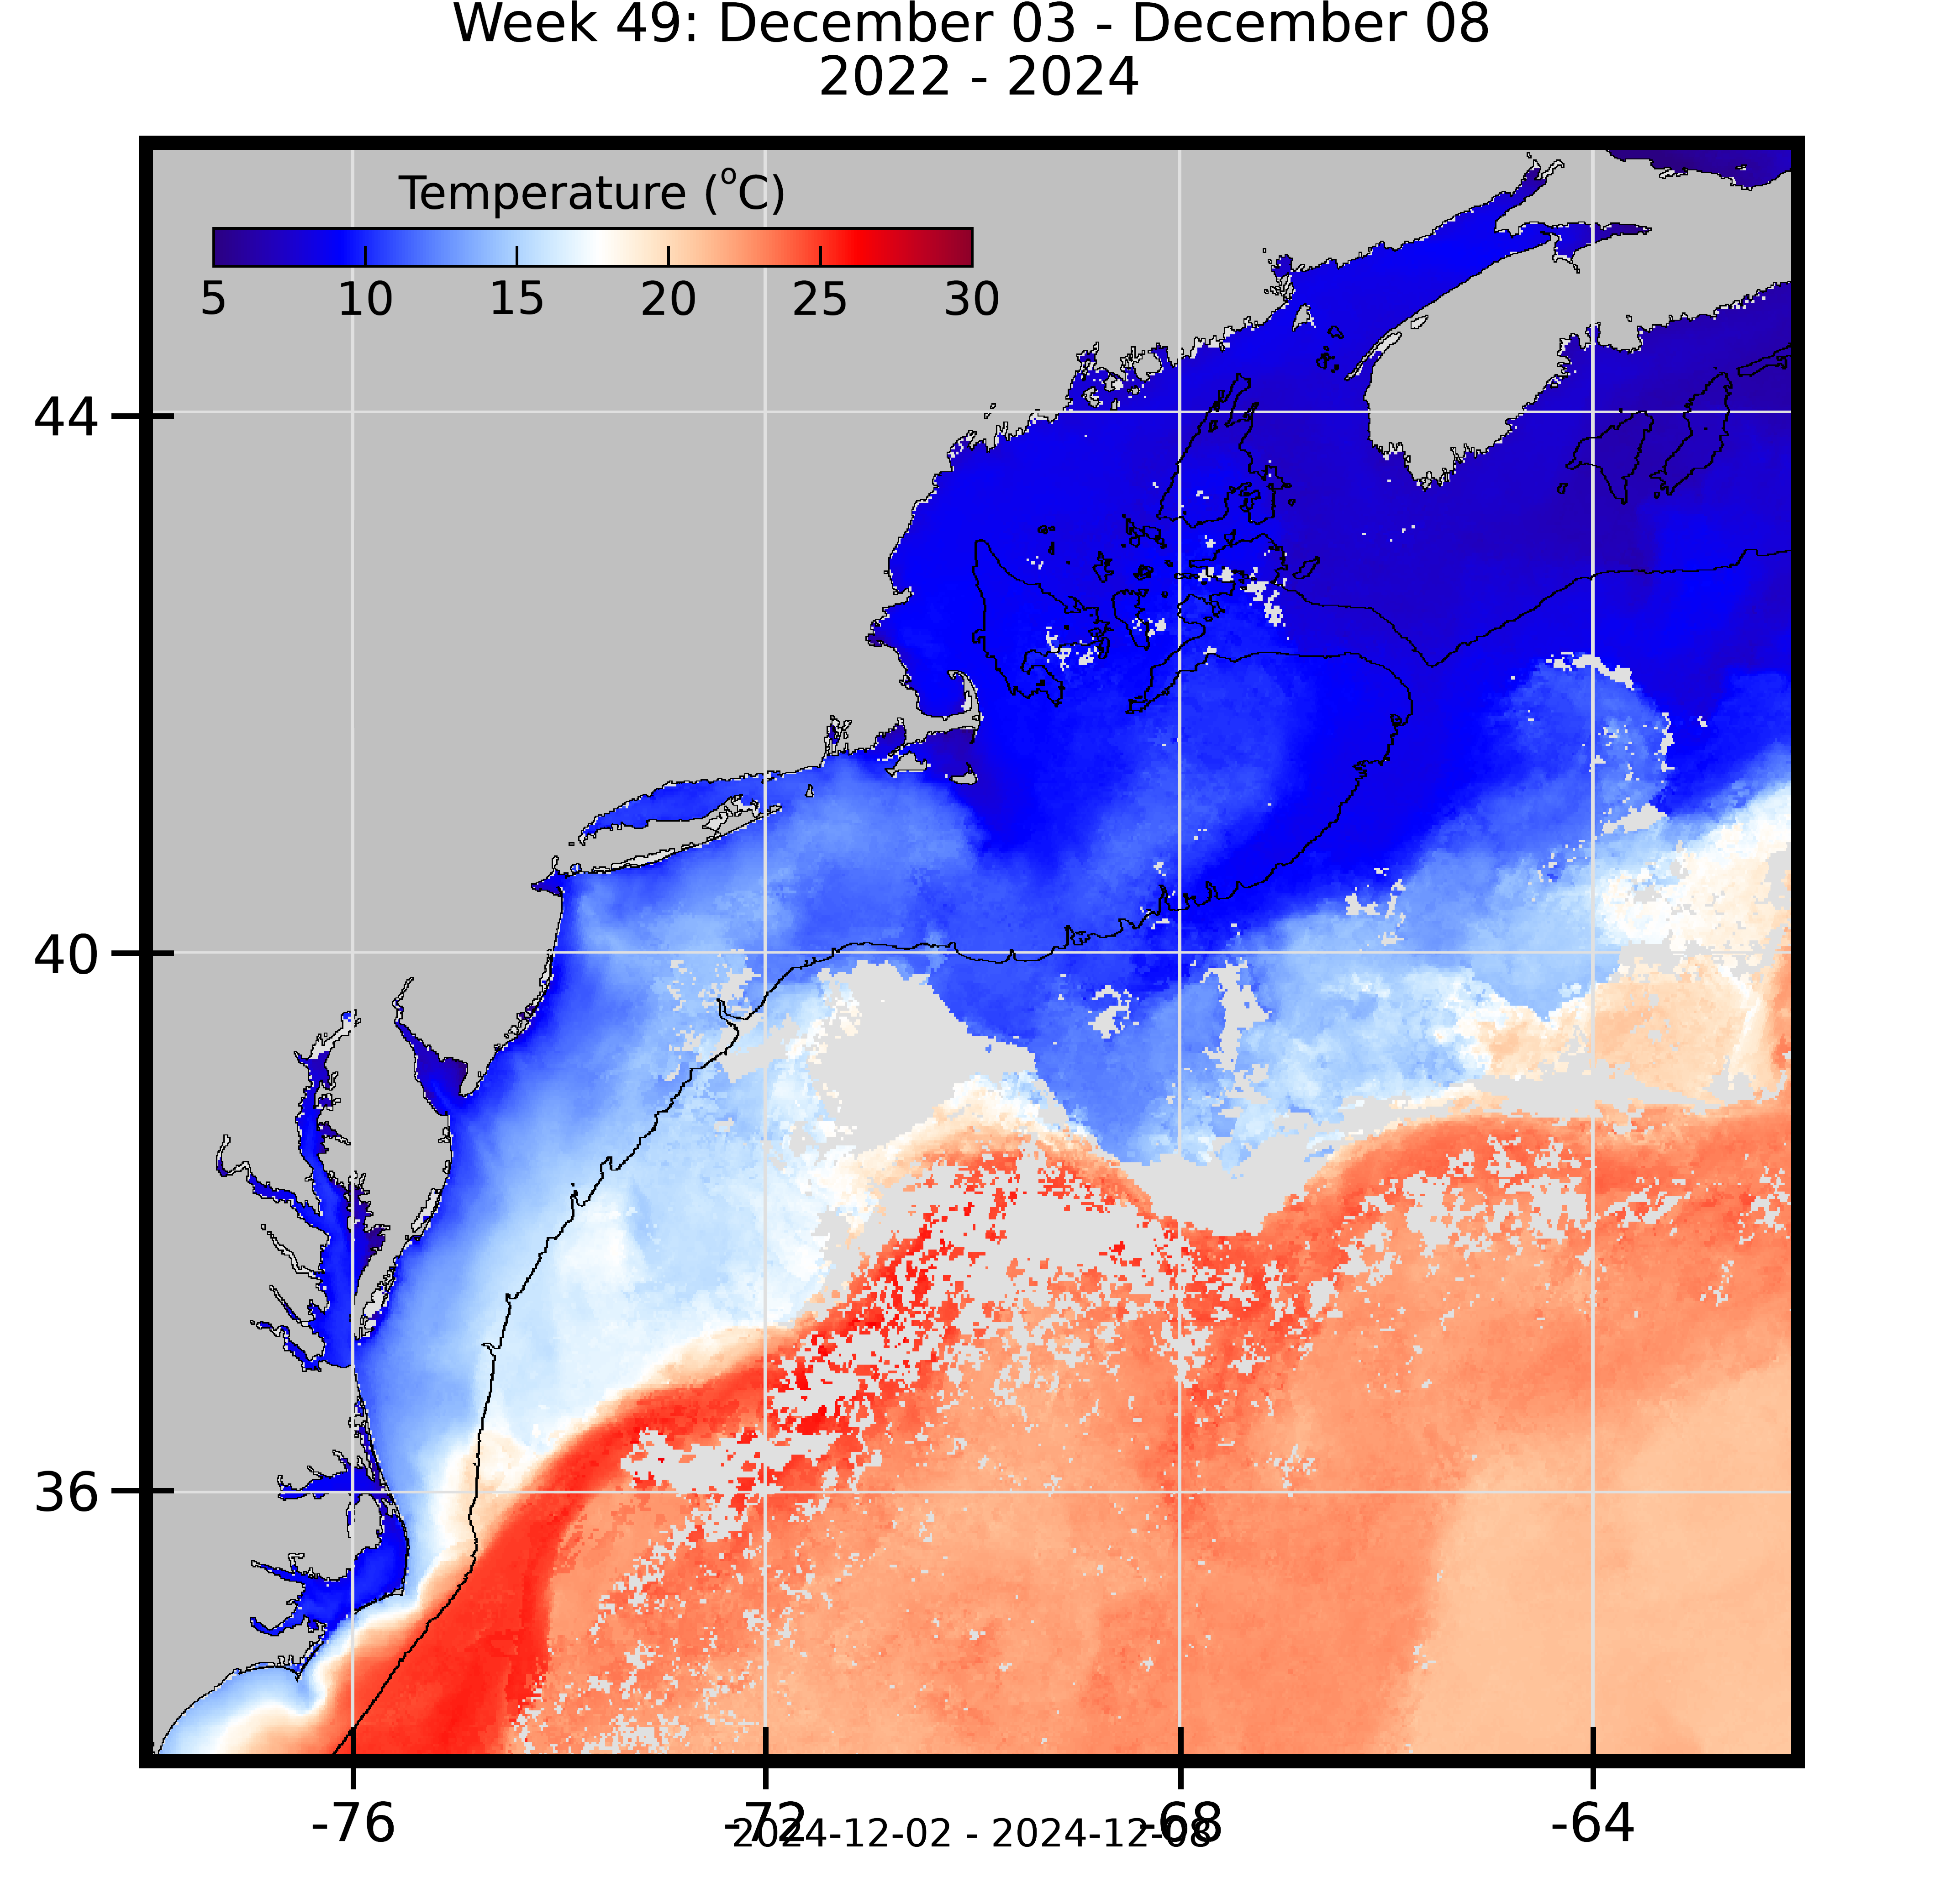 Week 49: December 03 - December 08
2022 - 2024
Temperature (°C)
5 10 15 20 25 30
44
40
36
-76 -72 -68 -64
2024-12-02 - 2024-12-08